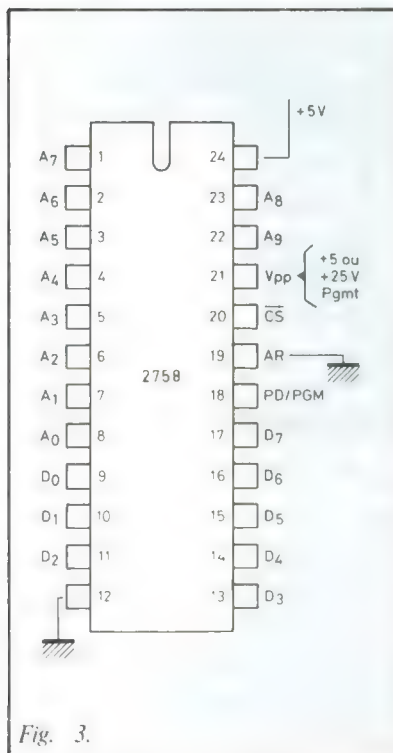 +5V
A7 1 24
A6 2 23 A8
A5 3 22 A9
A4 4 21 Vpp +5 ou +25 V Pgmt
A3 5 20 CS
A2 6 19 AR
A1 7 2758 18 PD/PGM
A0 8 17 D7
D0 9 16 D6
D1 10 15 D5
D2 11 14 D4
12 13 D3
Fig. 3.